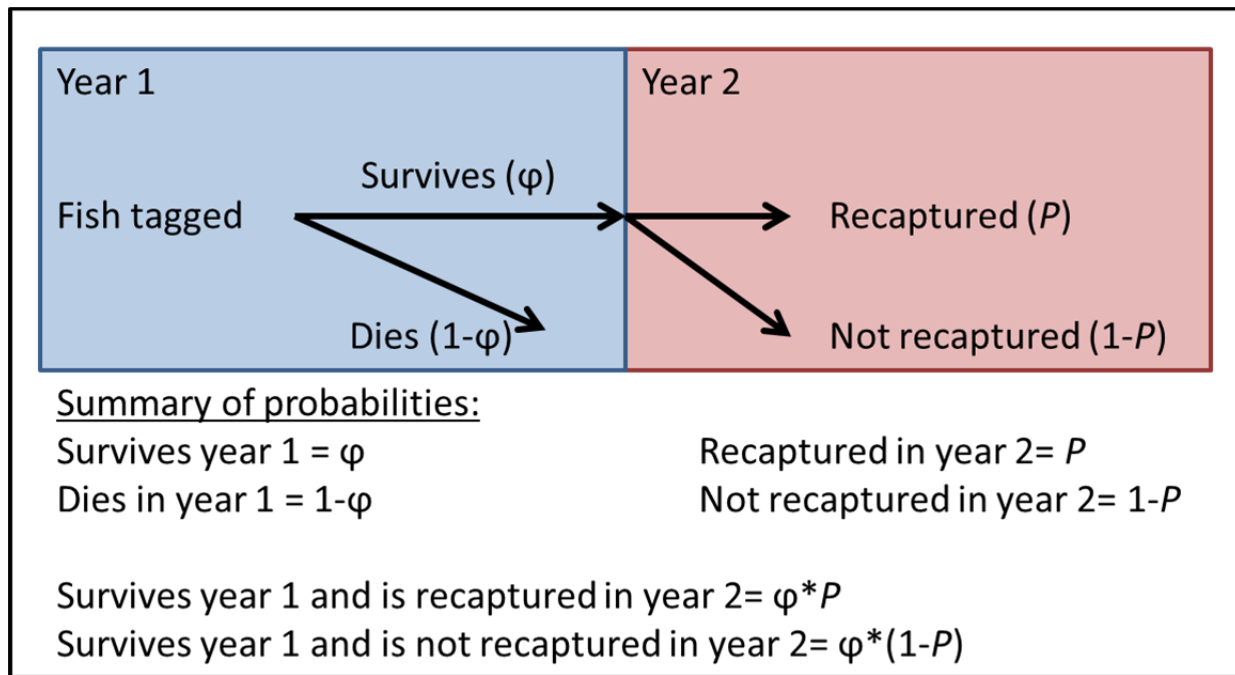 Year 1
Year 2
Survives (φ)
Fish tagged
Recaptured (P)
Dies (1-φ)
Not recaptured (1-P)
Summary of probabilities:
Survives year 1 = φ
Recaptured in year 2= P
Dies in year 1 = 1-φ
Not recaptured in year 2= 1-P
Survives year 1 and is recaptured in year 2= φ*P
Survives year 1 and is not recaptured in year 2= φ*(1-P)